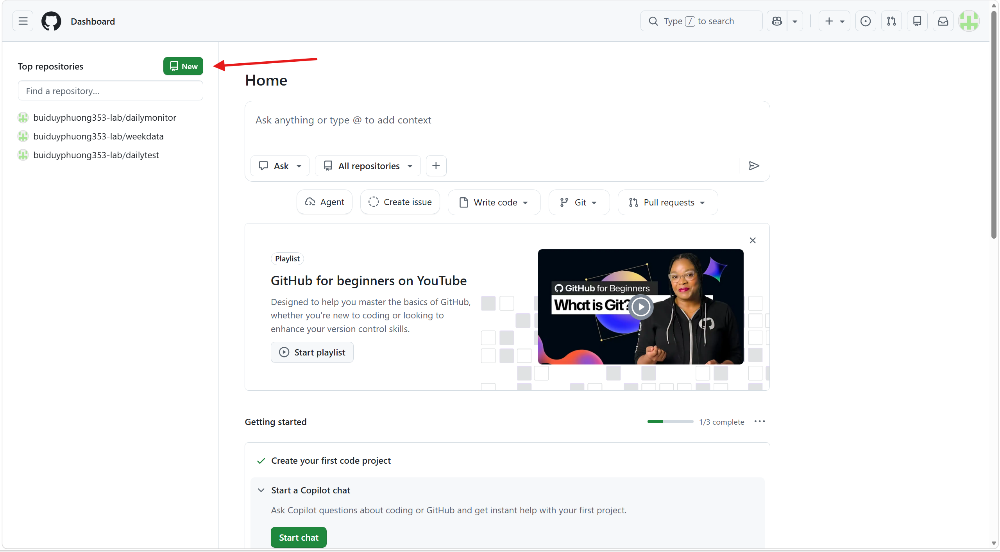 Dashboard
Type / to search
Top repositories
New
Find a repository...
buiduyphuong353-lab/dailymonitor
buiduyphuong353-lab/weekdata
buiduyphuong353-lab/dailytest
Home
Ask anything or type @ to add context
Ask
All repositories
Agent
Create issue
Write code
Git
Pull requests
Playlist
GitHub for beginners on YouTube
Designed to help you master the basics of GitHub,
whether you're new to coding or looking to
enhance your version control skills.
Start playlist
GitHub for Beginners
What is Git?
Getting started
1/3 complete
Create your first code project
Start a Copilot chat
Ask Copilot questions about coding or GitHub and get instant help with your first project.
Start chat